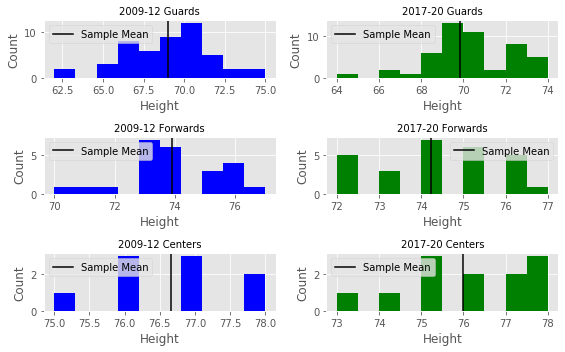 2009-12 Guards
Count
10
0
Sample Mean
62.5 65.0 67.5 70.0 72.5 75.0
Height
2017-20 Guards
Count
10
0
Sample Mean
64 66 68 70 72 74
Height
2009-12 Forwards
Count
5
0
Sample Mean
70 72 74 76
Height
2017-20 Forwards
Count
5
0
Sample Mean
72 73 74 75 76 77
Height
2009-12 Centers
Count
2
0
Sample Mean
75.0 75.5 76.0 76.5 77.0 77.5 78.0
Height
2017-20 Centers
Count
2
0
Sample Mean
73 74 75 76 77 78
Height